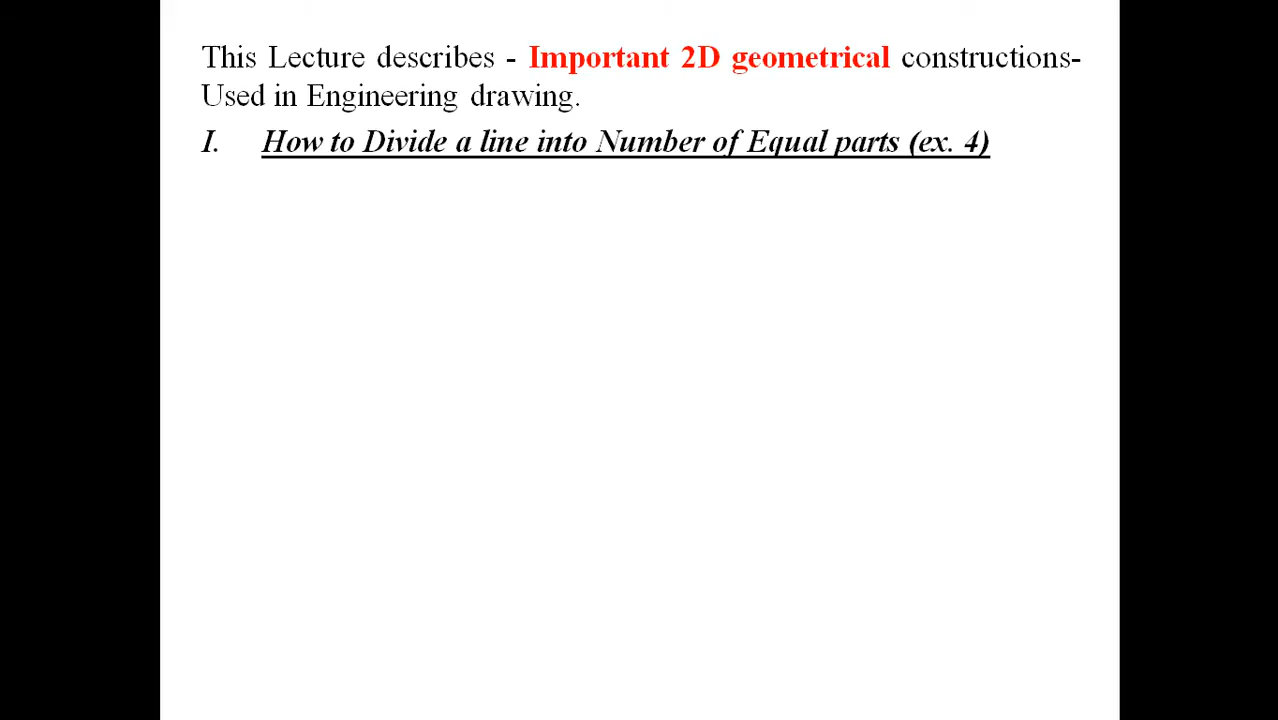 This Lecture describes - Important 2D geometrical constructions-
Used in Engineering drawing.
I. How to Divide a line into Number of Equal parts (ex. 4)